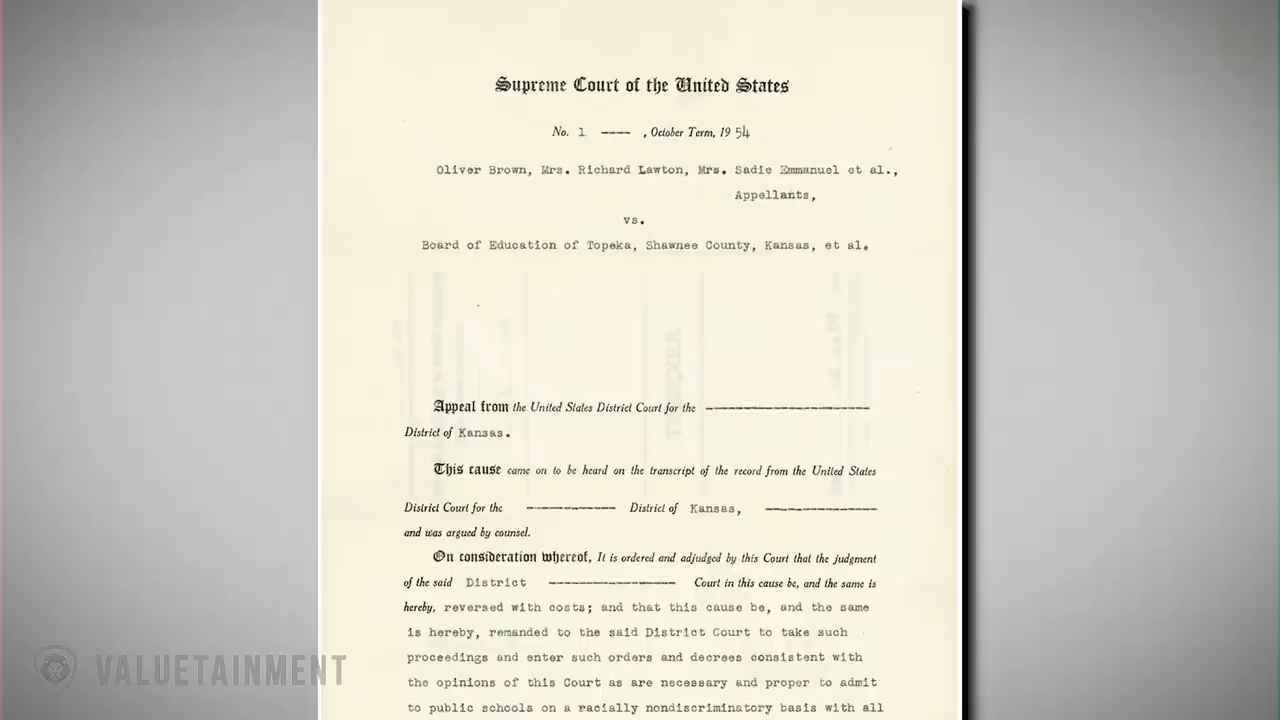 Supreme Court of the United States
No. 1 ---- , October Term, 19 54
Oliver Brown, Mrs. Richard Lawton, Mrs. Sadie Emmanuel et al.,
Appellants,
vs.
Board of Education of Topeka, Shawnee County, Kansas, et al.
JUDGMENT
Appeal from the United States District Court for the
District of Kansas.
This cause came on to be heard on the transcript of the record from the United States
District Court for the ---- District of Kansas, ----
and was argued by counsel.
On consideration whereof, It is ordered and adjudged by this Court that the judgment
of the said District ---- Court in this cause be, and the same is
hereby, reversed with costs; and that this cause be, and the same
is hereby, remanded to the said District Court to take such
proceedings and enter such orders and decrees consistent with
the opinions of this Court as are necessary and proper to admit
to public schools on a racially nondiscriminatory basis with all
VALUETAINMENT